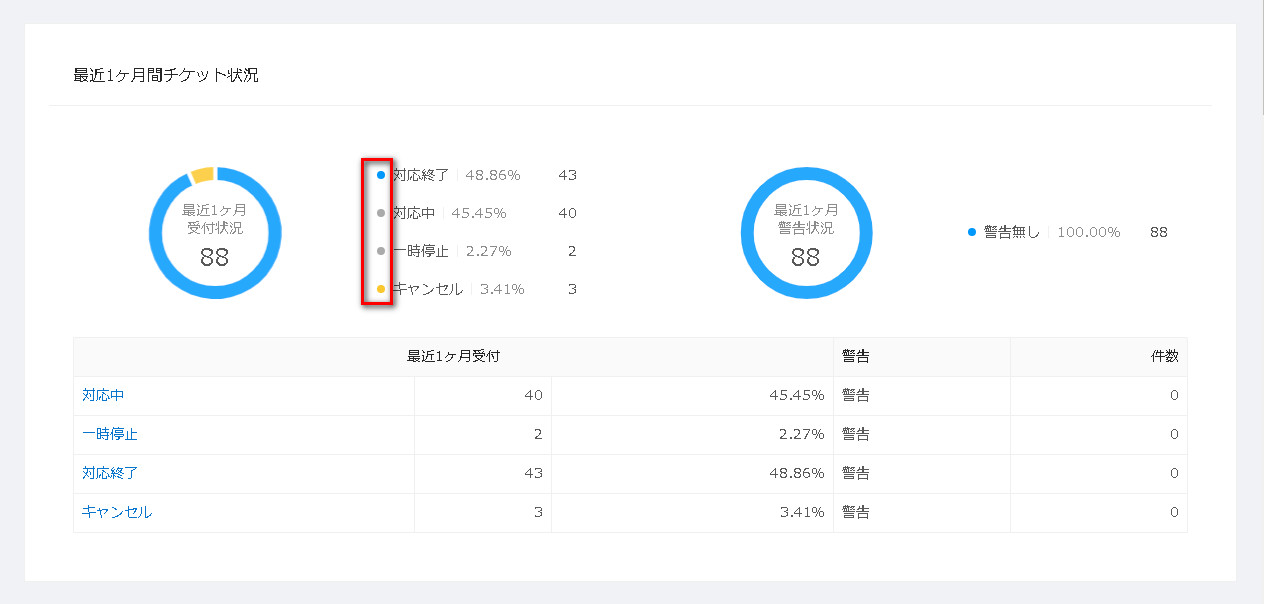 最近1ヶ月間チケット状況
最近1ヶ月
受付状況
88
対応終了 48.86% 43
対応中 45.45% 40
一時停止 2.27% 2
キャンセル 3.41% 3
最近1ヶ月
警告状況
88
警告無し 100.00% 88
最近1ヶ月受付 警告 件数
対応中 40 45.45% 警告 0
一時停止 2 2.27% 警告 0
対応終了 43 48.86% 警告 0
キャンセル 3 3.41% 警告 0